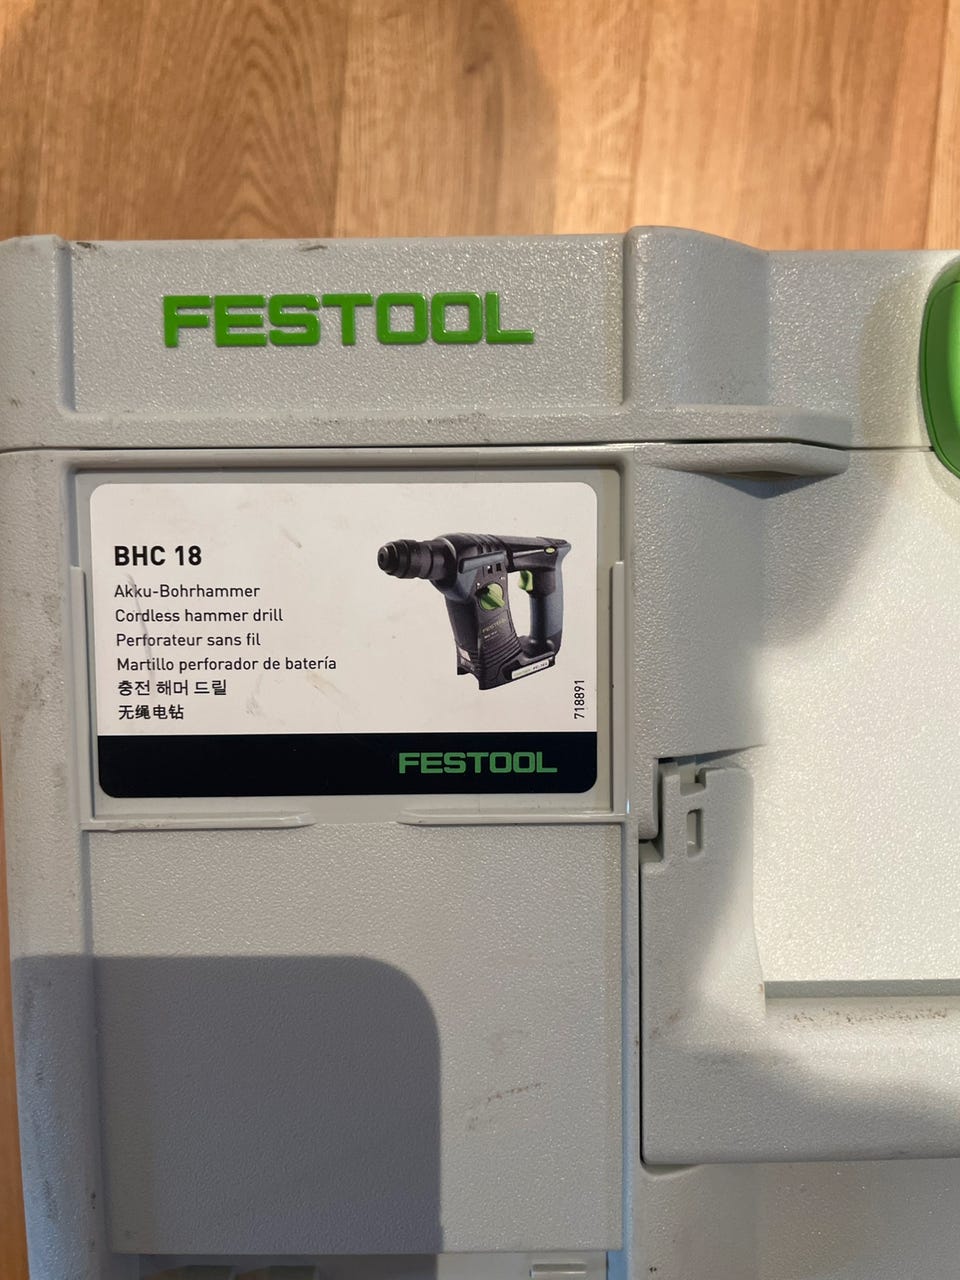 FESTOOL
BHC 18
Akku-Bohrhammer
Cordless hammer drill
Perforateur sans fil
Martillo perforador de batería
충전 해머 드릴
无绳电钻
718891
FESTOOL
FESTOOL